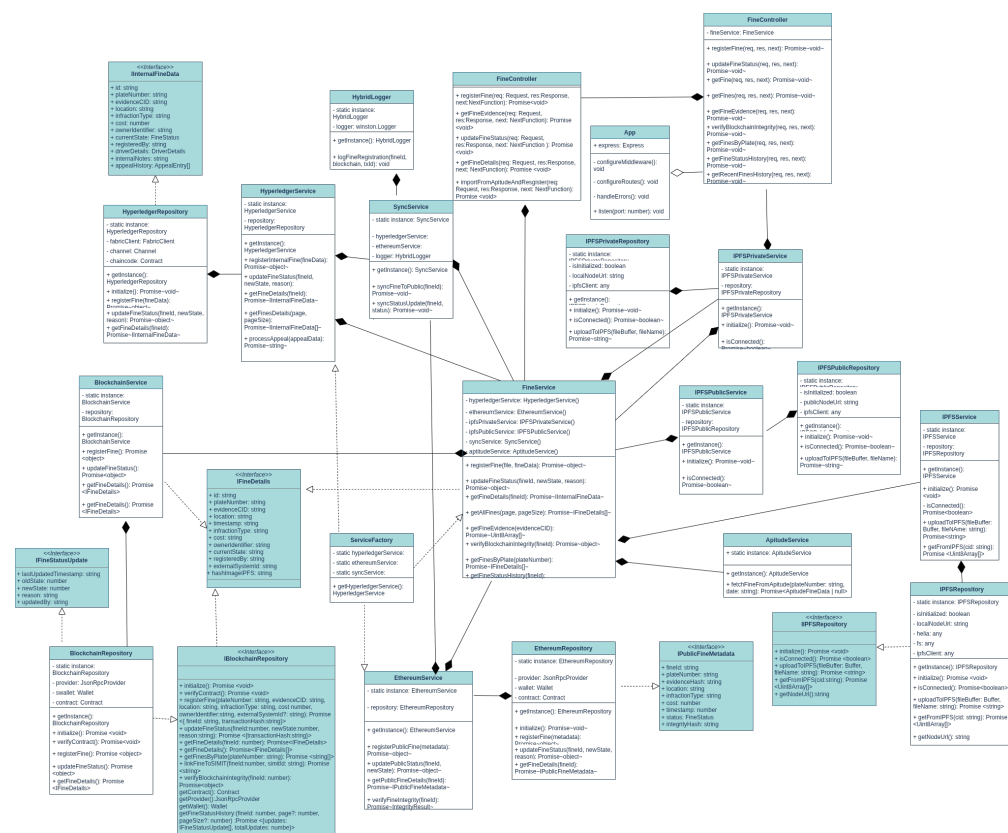 FineController
- fineService: FineService
+ registerFine(req, res, next): Promise~void~
+ updateFineStatus(req, res, next):
Promise~void~
+ getFine(req, res, next): Promise~void~
+ getFines(req, res, next): Promise~void~
+ getFineEvidence(req, res, next):
Promise~void~
+ verifyBlockchainIntegrity(req, res, next):
Promise~void~
+ getFinesByPlate(req, res, next):
Promise~void~
+ getFineStatusHistory(req, res, next):
Promise~void~
+ getRecentFines(req, res, next):
<<Interface>>
IInternalFineData
+ id: string
+ plateNumber: string
+ evidenceCID: string
+ location: string
+ infractionType: string
+ cost: number
+ ownerIdentifier: string
+ currentState: FineStatus
+ registeredBy: string
+ driverDetails: DriverDetails
+ internalNotes: string
+ appealHistory: AppealEntry[]
HybridLogger
- static instance:
HybridLogger
- logger: winston.Logger
+ getInstance(): HybridLogger
+ logFineRegistration(fineId,
blockchain, txId): void
FineController
+ registerFine(req: Request, res:Response,
next:NextFunction): Promise<void>
+ getFineEvidence(req: Request,
res:Response, next: NextFunction): Promise
<void>
+ updateFineStatus(req: Request,
res:Response, next: NextFunction ): Promise
<void>
+ getFineDetails(req: Request, res:Response,
next: NextFunction): Promise <void>
+ importFromApitudeAndRegister(req:
Request, res:Response, next:NextFunction):
Promise <void>
App
+ express: Express
- configureMiddleware():
void
- configureRoutes(): void
- handleErrors(): void
+ listen(port: number): void
HyperledgerRepository
- static instance:
HyperledgerRepository
- fabricClient: FabricClient
- channel: Channel
- chaincode: Contract
+ getInstance():
HyperledgerRepository
+ initialize(): Promise~void~
+ registerFine(fineData):
Promise~object~
+ updateFineStatus(fineId, newState,
reason): Promise~object~
+ getFineDetails(fineId):
Promise~IInternalFineData~
HyperledgerService
- static instance:
HyperledgerService
- repository:
HyperledgerRepository
+ getInstance():
HyperledgerService
+ registerInternalFine(fineData):
Promise~object~
+ updateFineStatus(fineId,
newState, reason):
+ getFineDetails(fineId):
Promise~IInternalFineData~
+ getFinesDetails(page,
pageSize):
Promise~IInternalFineData[]~
+ processAppeal(appealData):
Promise~string~
SyncService
- static instance: SyncService
- hyperledgerService:
- ethereumService:
- logger: HybridLogger
+ getInstance(): SyncService
+ syncFineToPublic(fineId):
Promise~void~
+ syncStatusUpdate(fineId,
status): Promise~void~
IPFSPrivateRepository
- static instance:
- isInitialized: boolean
- localNodeUrl: string
- ipfsClient: any
+ getInstance():
+ initialize(): Promise~void~
+ isConnected(): Promise~boolean~
+ uploadToIPFS(fileBuffer, fileName):
Promise~string~
IPFSPrivateService
- static instance:
IPFSPrivateService
- repository:
IPFSPrivateRepository
+ getInstance():
IPFSPrivateService
+ initialize(): Promise~void~
+ isConnected():
Promise~boolean~
BlockchainService
- static instance:
BlockchainService
- repository:
BlockchainRepository
+ getInstance():
BlockchainService
+ registerFine(): Promise
<object>
+ updateFineStatus():
Promise<object>
+ getFineDetails(): Promise
<IFineDetails>
+ getFineDetails(): Promise
<IFineDetails>
FineService
- hyperledgerService: HyperledgerService()
- ethereumService: EthereumService()
- ipfsPrivateService: IPFSPrivateService()
- ipfsPublicService: IPFSPublicService()
- syncService: SyncService()
- aptitudeService: AptitudeService()
+ registerFine(file, fineData): Promise~object~
+ updateFineStatus(fineId, newState, reason):
Promise~object~
+ getFineDetails(fineId): Promise~IInternalFineData~
+ getAllFines(page, pageSize): Promise~IFineDetails[]~
+ getFineEvidence(evidenceCID):
Promise~Uint8Array[]~
+ verifyBlockchainIntegrity(fineId): Promise~object~
+ getFinesByPlate(plateNumber):
Promise~IFineDetails[]~
+ getFineStatusHistory(fineId):
IPFSPublicService
- static instance:
IPFSPublicService
- repository:
IPFSPublicRepository
+ getInstance():
IPFSPublicService
+ initialize(): Promise~void~
+ isConnected():
Promise~boolean~
IPFSPublicRepository
- static instance:
- isInitialized: boolean
- publicNodeUrl: string
- ipfsClient: any
+ getInstance():
+ initialize(): Promise~void~
+ isConnected(): Promise~boolean~
+ uploadToIPFS(fileBuffer, fileName):
Promise~string~
IPFSService
- static instance:
IPFSService
- repository:
IPFSRepository
+ getInstance():
IPFSService
+ initialize(): Promise
<void>
- isConnected():
Promise<boolean>
+ uploadToIPFS(fileBuffer:
Buffer, fileName: string):
Promise<string>
+ getFromIPFS(cid: string):
Promise <Uint8Array[]>
<<Interface>>
IFineDetails
+ id: string
+ plateNumber: string
+ evidenceCID: string
+ location: string
+ timestamp: string
+ infractionType: string
+ cost: string
+ ownerIdentifier: string
+ currentState: string
+ registeredBy: string
+ externalSystemId: string
+ hashImageIPFS: string
ServiceFactory
- static hyperledgerService:
- static ethereumService:
- static syncService:
+ getHyperledgerService():
HyperledgerService
ApitudeService
+ static instance: ApitudeService
+ getInstance(): ApitudeService
+ fetchFineFromApitude(plateNumber: string,
date: string): Promise<ApitudeFineData | null>
<<Interface>>
IFineStatusUpdate
+ lastUpdatedTimestamp: string
+ oldState: number
+ newState: number
+ reason: string
+ updatedBy: string
IPFSRepository
- static instance: IPFSRepository
- isInitialized: boolean
- localNodeUrl: string
- helia: any
- fs: any
- ipfsClient: any
+ getInstance(): IPFSRepository
+ initialize(): Promise <void>
+ isConnected(): Promise <boolean>
+ uploadToIPFS(fileBuffer: Buffer,
fileName: string): Promise <string>
+ getFromIPFS(cid: string): Promise
<Uint8Array[]>
+ getNodeUrl(): string
<<Interface>>
IIPFSRepository
+ initialize(): Promise <void>
+ isConnected(): Promise <boolean>
+ uploadToIPFS(fileBuffer: Buffer,
fileName: string): Promise <string>
+ getFromIPFS(cid:string): Promise
<Uint8Array[]>
+ getNodeUrl():string
BlockchainRepository
- static instance:
BlockchainRepository
- provider: JsonRpcProvider
- swallet: Wallet
- contract: Contract
+ getInstance():
BlockchainRepository
+ initialize(): Promise <void>
+ verifyContract(): Promise<void>
+ registerFine(): Promise <object>
+ updateFineStatus(): Promise
<object>
+ getFineDetails(): Promise
<IFineDetails>
<<Interface>>
IBlockchainRepository
+ initialize(): Promise <void>
+ verifyContract(): Promise <void>
+ registerFine(plateNumber: string, evidenceCID: string,
location: string, infractionType: string, cost number,
ownerIdentifier:string, externalSystemId?: string): Promise
<{ fineId: string, transactionHash:string}>
+ updateFineStatus(fineId:number, newState:number,
reason:string): Promise <{transactionHash:string}>
+ getFineDetails(fineId: number): Promise<IFineDetails>
+ getFineDetails(): Promise <IFineDetails[]>
+ getFinesByPlate(plateNumber: string): Promise <string[]>
+ linkFineToSIMIT(fineId:number, simitId: string): Promise
<string>
+ verifyBlockchainIntegrity(fineId: number):
Promise<object>
getContract(): Contract
getProvider():JsonRpcProvider
getWallet(): Wallet
getFineStatusHistory(fineId: number, page?: number,
pageSize?: number) :Promise <{updates:
IFineStatusUpdate[], totalUpdates: numbe}>
EthereumService
- static instance: EthereumService
- repository: EthereumRepository
+ getInstance(): EthereumService
+ registerPublicFine(metadata):
Promise~object~
+ updatePublicStatus(fineId,
newState): Promise~object~
+ getPublicFineDetails(fineId):
Promise~IPublicFineMetadata~
+ verifyFineIntegrity(fineId):
Promise~IntegrityResult~
EthereumRepository
- static instance: EthereumRepository
- provider: JsonRpcProvider
- wallet: Wallet
- contract: Contract
+ getInstance(): EthereumRepository
+ initialize(): Promise~void~
+ registerFine(metadata):
Promise~object~
+ updateFineStatus(fineId, newState,
reason): Promise~object~
+ getFineDetails(fineId):
Promise~IPublicFineMetadata~
<<Interface>>
IPublicFineMetadata
+ fineId: string
+ plateNumber: string
+ evidenceHash: string
+ location: string
+ infractionType: string
+ cost: number
+ timestamp: number
+ status: FineStatus
+ integrityHash: string